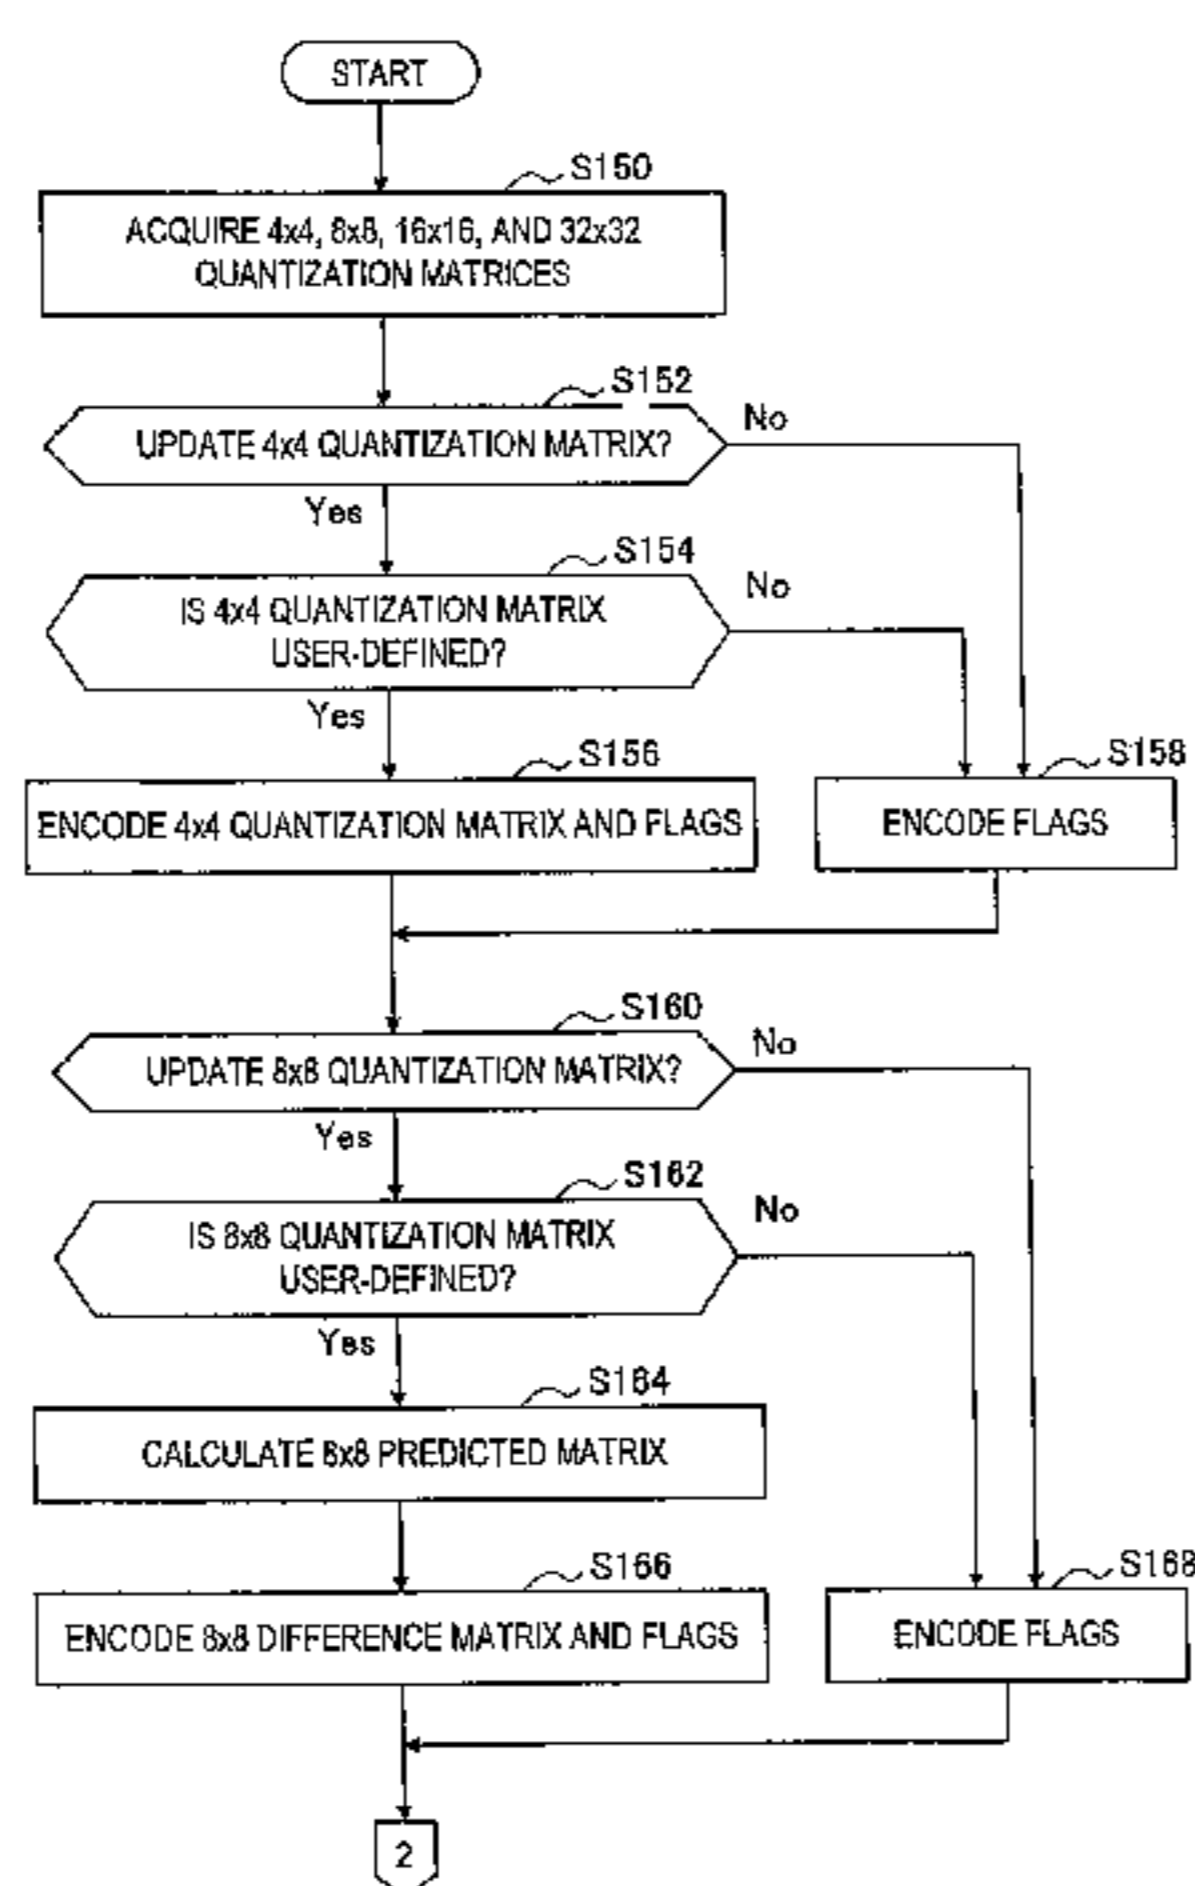 START
S150
ACQUIRE 4x4, 8x8, 16x16, AND 32x32
QUANTIZATION MATRICES
S152
UPDATE 4x4 QUANTIZATION MATRIX?
No
Yes
S154
IS 4x4 QUANTIZATION MATRIX
USER-DEFINED?
No
Yes
S156
ENCODE 4x4 QUANTIZATION MATRIX AND FLAGS
S158
ENCODE FLAGS
S160
UPDATE 8x8 QUANTIZATION MATRIX?
No
Yes
S162
IS 8x8 QUANTIZATION MATRIX
USER-DEFINED?
No
Yes
S164
CALCULATE 8x8 PREDICTED MATRIX
S166
ENCODE 8x8 DIFFERENCE MATRIX AND FLAGS
S168
ENCODE FLAGS
2